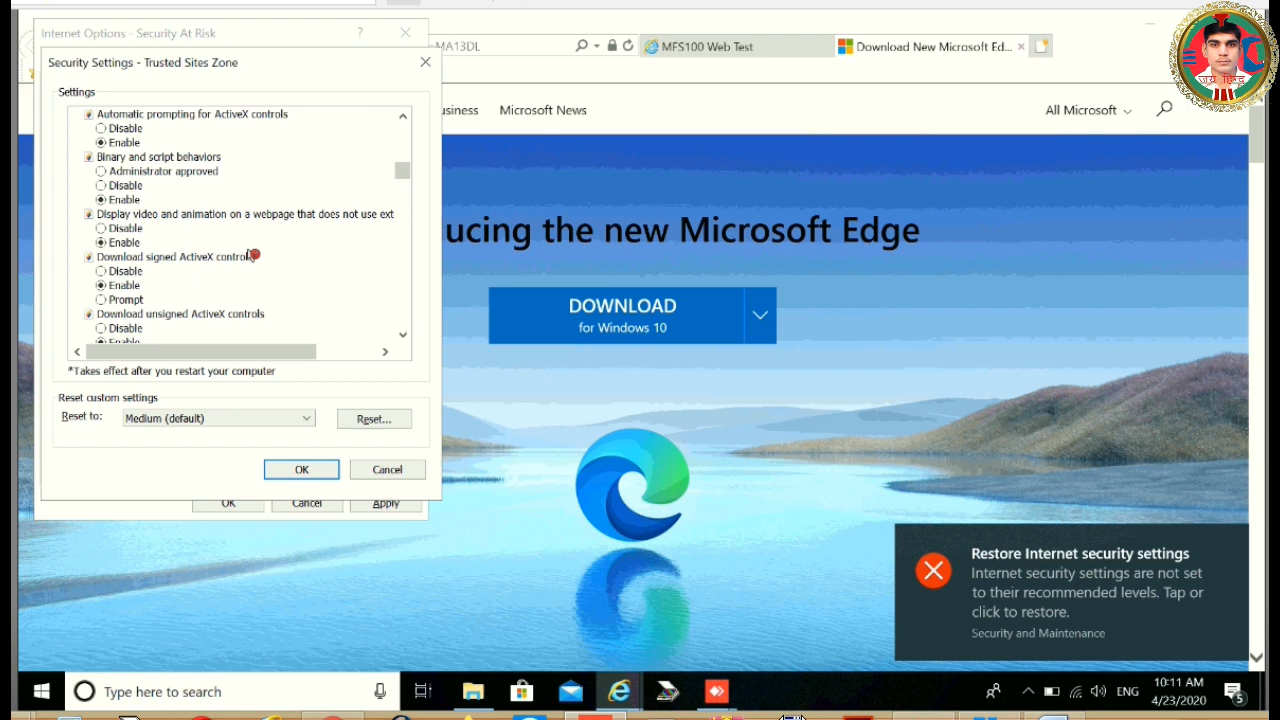 Internet Options - Security At Risk
?
MA13DL
MFS100 Web Test
Download New Microsoft Ed...
Security Settings - Trusted Sites Zone
Settings
Automatic prompting for ActiveX controls
Disable
Enable
Binary and script behaviors
Administrator approved
Disable
Enable
Display video and animation on a webpage that does not use ext
Disable
Enable
Download signed ActiveX controls
Disable
Enable
Prompt
Download unsigned ActiveX controls
Disable
Enable
*Takes effect after you restart your computer
Reset custom settings
Reset to:
Medium (default)
Reset...
OK
Cancel
OK
Cancel
Apply
usiness
Microsoft News
All Microsoft
जय हिन्द
ucing the new Microsoft Edge
DOWNLOAD
for Windows 10
Restore Internet security settings
Internet security settings are not set
to their recommended levels. Tap or
click to restore.
Security and Maintenance
Type here to search
ENG
10:11 AM
4/23/2020
5